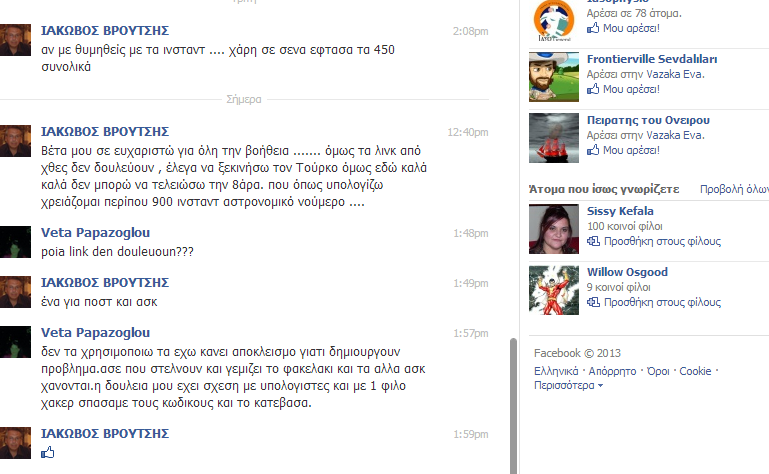 Τρίτη
ΙΑΚΩΒΟΣ ΒΡΟΥΤΣΗΣ 2:08pm
αν με θυμηθείς με τα ινσταντ .... χάρη σε σενα εφτασα τα 450
συνολικά
Σήμερα
ΙΑΚΩΒΟΣ ΒΡΟΥΤΣΗΣ 12:40pm
Βέτα μου σε ευχαριστώ για όλη την βοήθεια ....... όμως τα λινκ από
χθες δεν δουλεύουν , έλεγα να ξεκινήσω τον Τούρκο όμως εδώ καλά
καλά δεν μπορώ να τελειώσω την 8άρα. που όπως υπολογίζω
χρειάζομαι περίπου 900 ινσταντ αστρονομικό νούμερο ....
Veta Papazoglou 1:48pm
poia link den douleuoun???
ΙΑΚΩΒΟΣ ΒΡΟΥΤΣΗΣ 1:49pm
ένα για ποστ και ασκ
Veta Papazoglou 1:57pm
δεν τα χρησιμοποιω τα εχω κανει αποκλεισμο γιατι δημιουργουν
προβλημα.ασε που στελνουν και γεμιζει το φακελακι και τα αλλα ασκ
χανονται.η δουλεια μου εχει σχεση με υπολογιστες και με 1 φιλο
χακερ σπασαμε τους κωδικους και το κατεβασα.
ΙΑΚΩΒΟΣ ΒΡΟΥΤΣΗΣ 1:59pm
Αρέσει σε 78 άτομα.
Μου αρέσει!
Frontierville Sevdalıları
Αρέσει στην Vazaka Eva.
Μου αρέσει!
Πειρατης του Ονειρου
Αρέσει στην Vazaka Eva.
Μου αρέσει!
Άτομα που ίσως γνωρίζετε Προβολή όλων
Sissy Kefala
100 κοινοί φίλοι
Προσθήκη στους φίλους
Willow Osgood
9 κοινοί φίλοι
Προσθήκη στους φίλους
Facebook © 2013
Ελληνικά · Απόρρητο · Όροι · Cookie ·
Περισσότερα